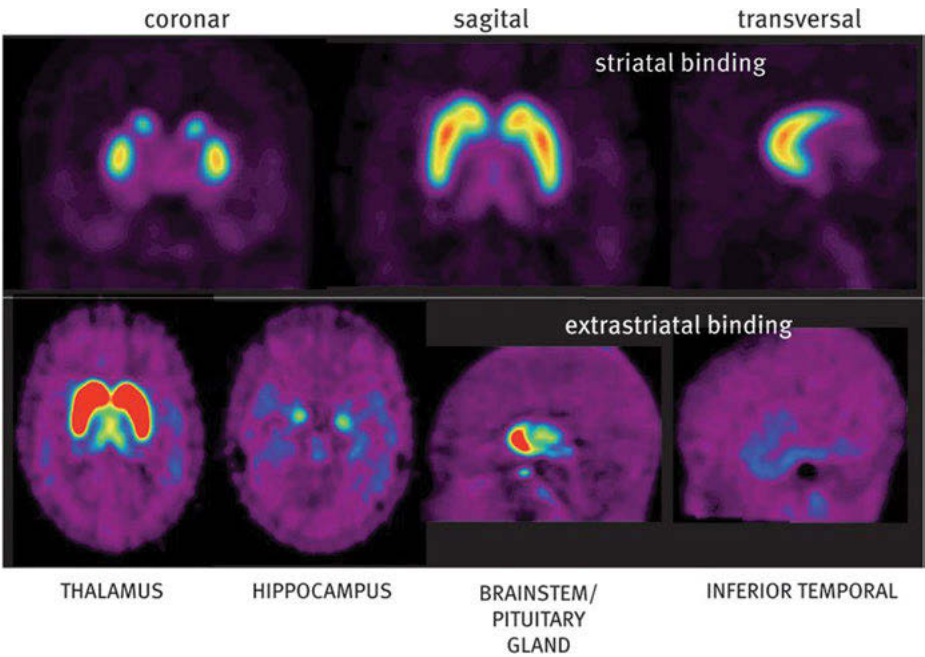 coronar sagital transversal
striatal binding
extrastriatal binding
THALAMUS HIPPOCAMPUS BRAINSTEM/ INFERIOR TEMPORAL
PITUITARY
GLAND